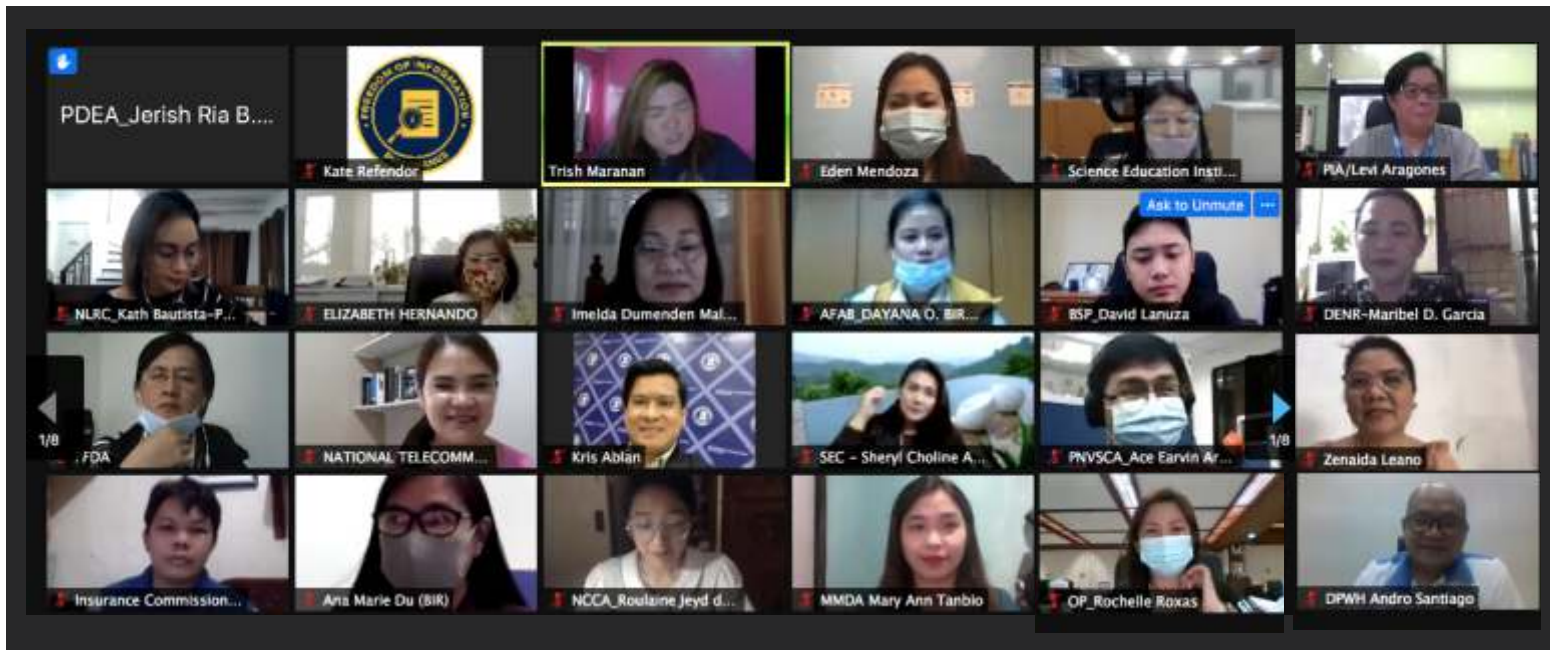 PDEA_Jerish Ria B....
FREEDOM OF INFORMATION
Kate Refendor
Trish Maranan
Eden Mendoza
Science Education Insti...
PIA/Levi Aragones
NLRC_Kath Bautista-P...
ELIZABETH HERNANDO
Imelda Dumenden Mal...
AFAB_DAYANA O. BIR...
Ask to Unmute
BSP_David Lanuza
DENR-Maribel D. Garcia
1/8
FDA
NATIONAL TELECOMM...
Kris Ablan
SEC - Sheryl Choline A...
PNVSCA_Ace Earvin Ar...
1/8
Zenaida Leano
Insurance Commission...
Ana Marie Du (BIR)
NCCA_Roulaine Jeyd d...
MMDA Mary Ann Tanbio
OP_Rochelle Roxas
DPWH Andro Santiago